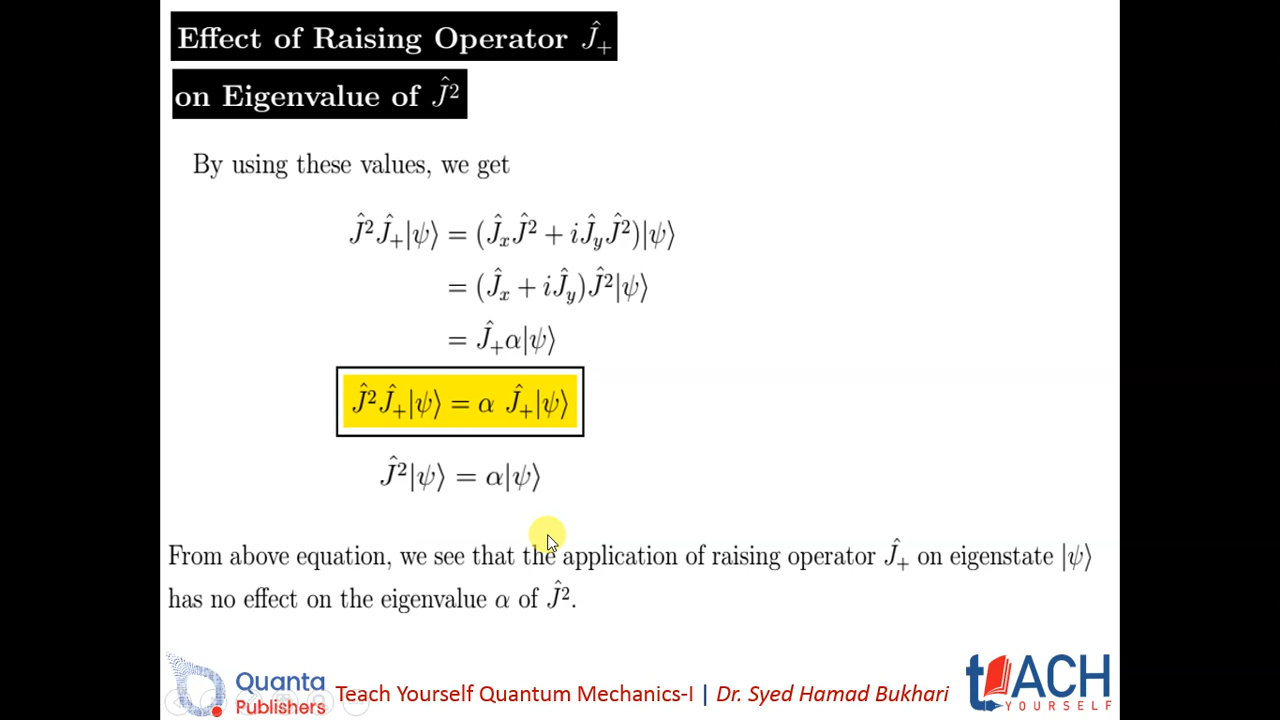 Effect of Raising Operator Ĵ₊
on Eigenvalue of Ĵ²
By using these values, we get
Ĵ²Ĵ₊|ψ⟩ = (ĴₓĴ² + iĴᵧĴ²)|ψ⟩
= (Ĵₓ + iĴᵧ)Ĵ²|ψ⟩
= Ĵ₊α|ψ⟩
Ĵ²Ĵ₊|ψ⟩ = α Ĵ₊|ψ⟩
Ĵ²|ψ⟩ = α|ψ⟩
From above equation, we see that the application of raising operator Ĵ₊ on eigenstate |ψ⟩
has no effect on the eigenvalue α of Ĵ².
Quanta
Publishers
Teach Yourself Quantum Mechanics-I | Dr. Syed Hamad Bukhari
tEACH
YOURSELF